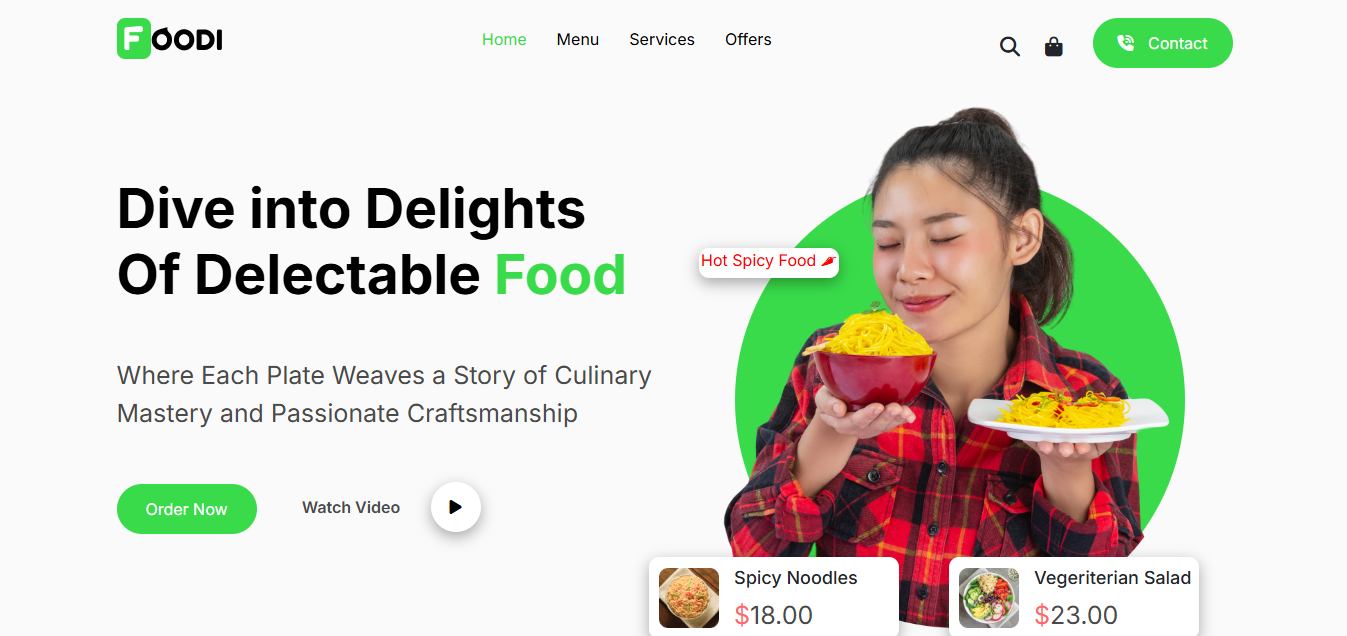 FOODI
Home
Menu
Services
Offers
Contact
Dive into Delights
Of Delectable Food
Hot Spicy Food 🌶
Where Each Plate Weaves a Story of Culinary
Mastery and Passionate Craftsmanship
Order Now
Watch Video
Spicy Noodles
$18.00
Vegeriterian Salad
$23.00